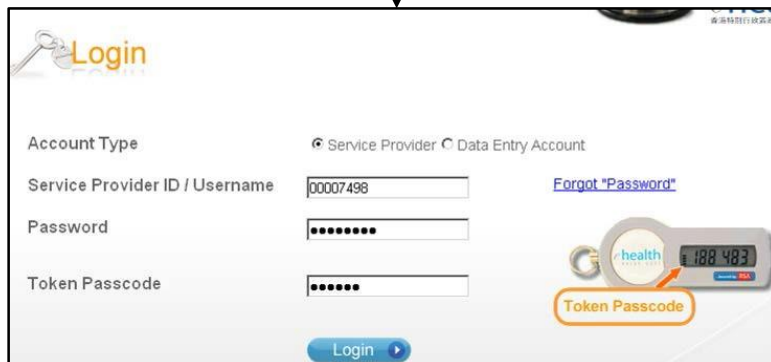 Login
Account Type Service Provider Data Entry Account
Service Provider ID / Username 00007498 Forgot "Password"
Password ••••••••
health
188 483
RSA
Token Passcode ••••••
Token Passcode
Login